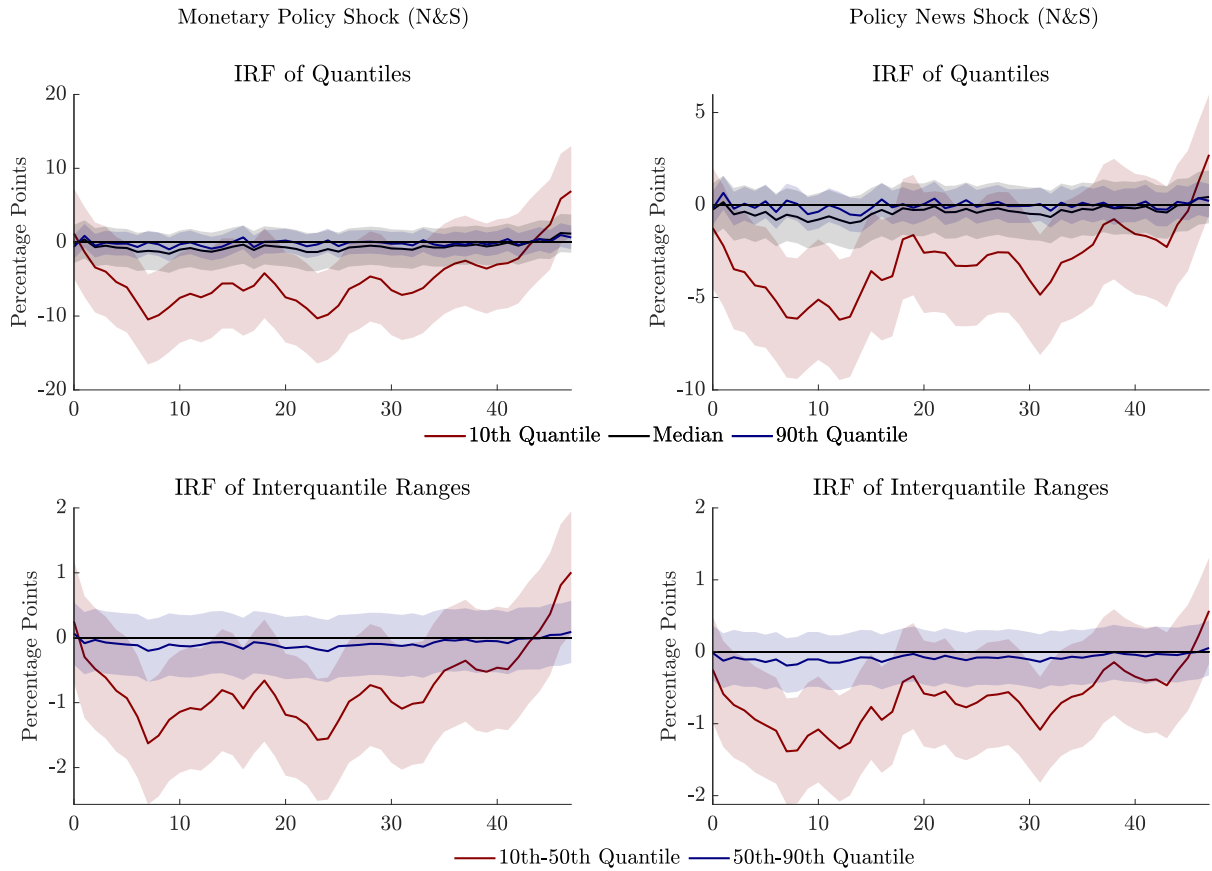 Monetary Policy Shock (N&S)
Policy News Shock (N&S)
IRF of Quantiles
Percentage Points
20
10
0
-10
-20
0 10 20 30 40
IRF of Quantiles
Percentage Points
5
0
-5
-10
0 10 20 30 40
10th Quantile Median 90th Quantile
IRF of Interquantile Ranges
Percentage Points
2
1
0
-1
-2
0 10 20 30 40
IRF of Interquantile Ranges
Percentage Points
2
1
0
-1
-2
0 10 20 30 40
10th-50th Quantile 50th-90th Quantile